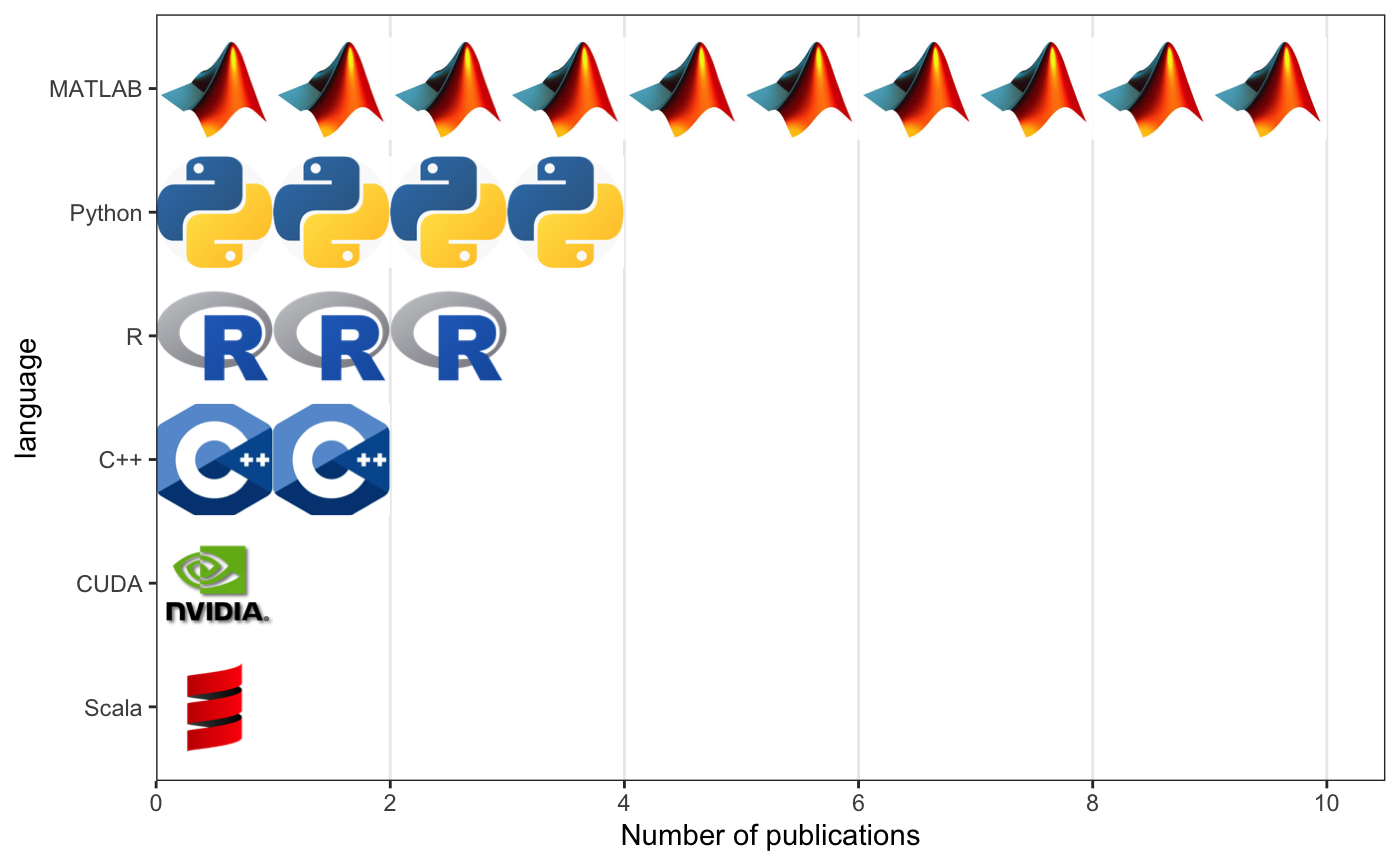 MATLAB
Python
R
R R R
C++
C++ C++
CUDA
NVIDIA®
Scala
language
0 2 4 6 8 10
Number of publications